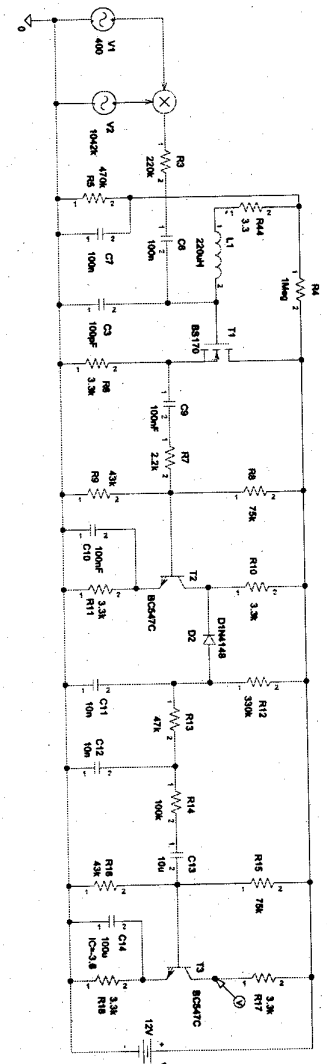 0
V1
400
V2
1042k
R3
220k
470k
R5
C7
100n
C6
100n
C3
100pF
R44
3.3
L1
220uH
R4
1Meg
T1
BS170
R6
3.3k
C9
100nF
R7
2.2k
R9
43k
R8
75k
T2
BC547C
R10
3.3k
C10
100nF
R11
3.3k
D1N4148
D2
R12
330k
C11
10n
R13
47k
C12
10n
R14
100k
C13
10u
R16
43k
R15
75k
T3
BC547C
V
R17
3.3k
C14
100u
IC=-3.6
R18
3.3k
12V
+
-